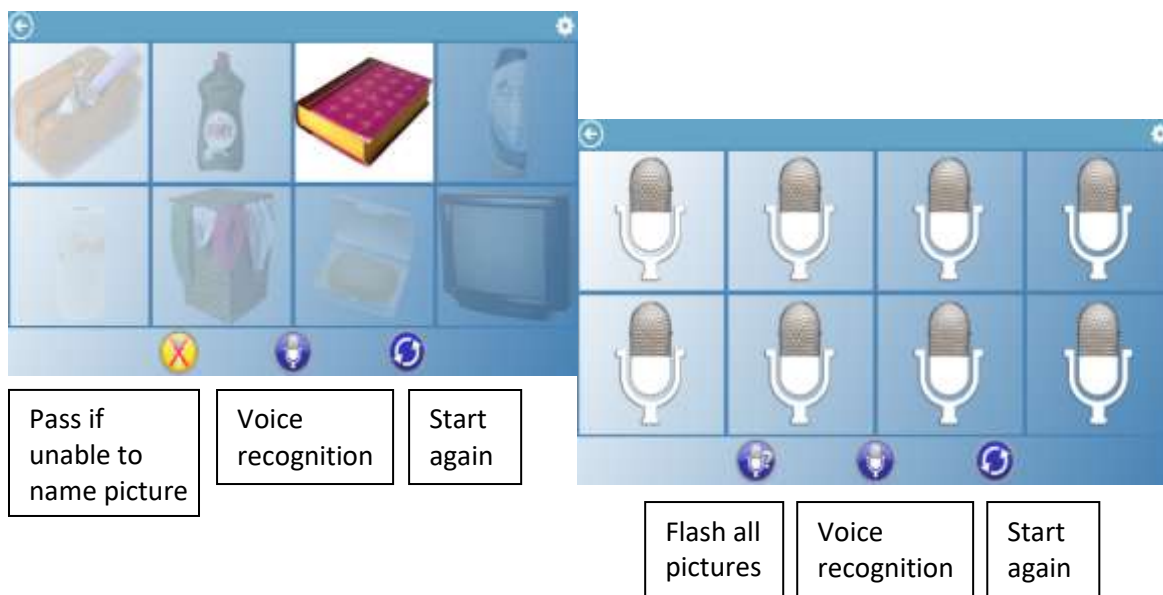 Pass if
unable to
name picture
Voice
recognition
Start
again
Flash all
pictures
Voice
recognition
Start
again